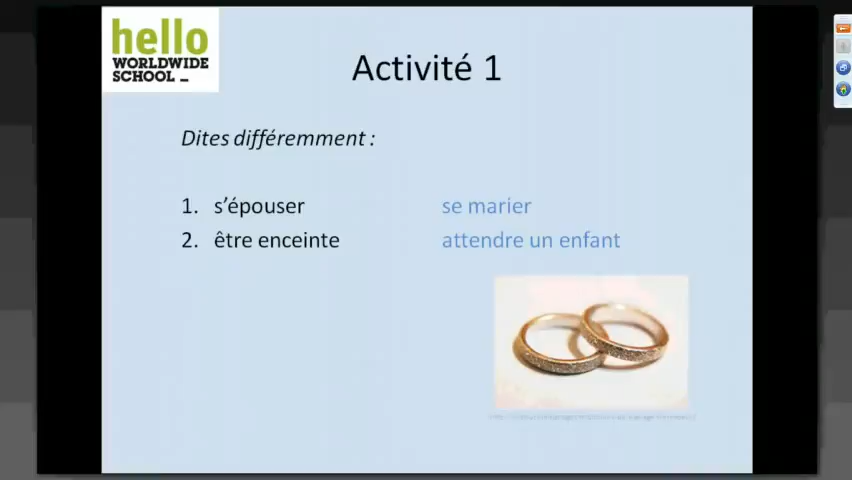 hello
WORLDWIDE
SCHOOL
Activité 1
Dites différemment :
1. s'épouser se marier
2. être enceinte attendre un enfant